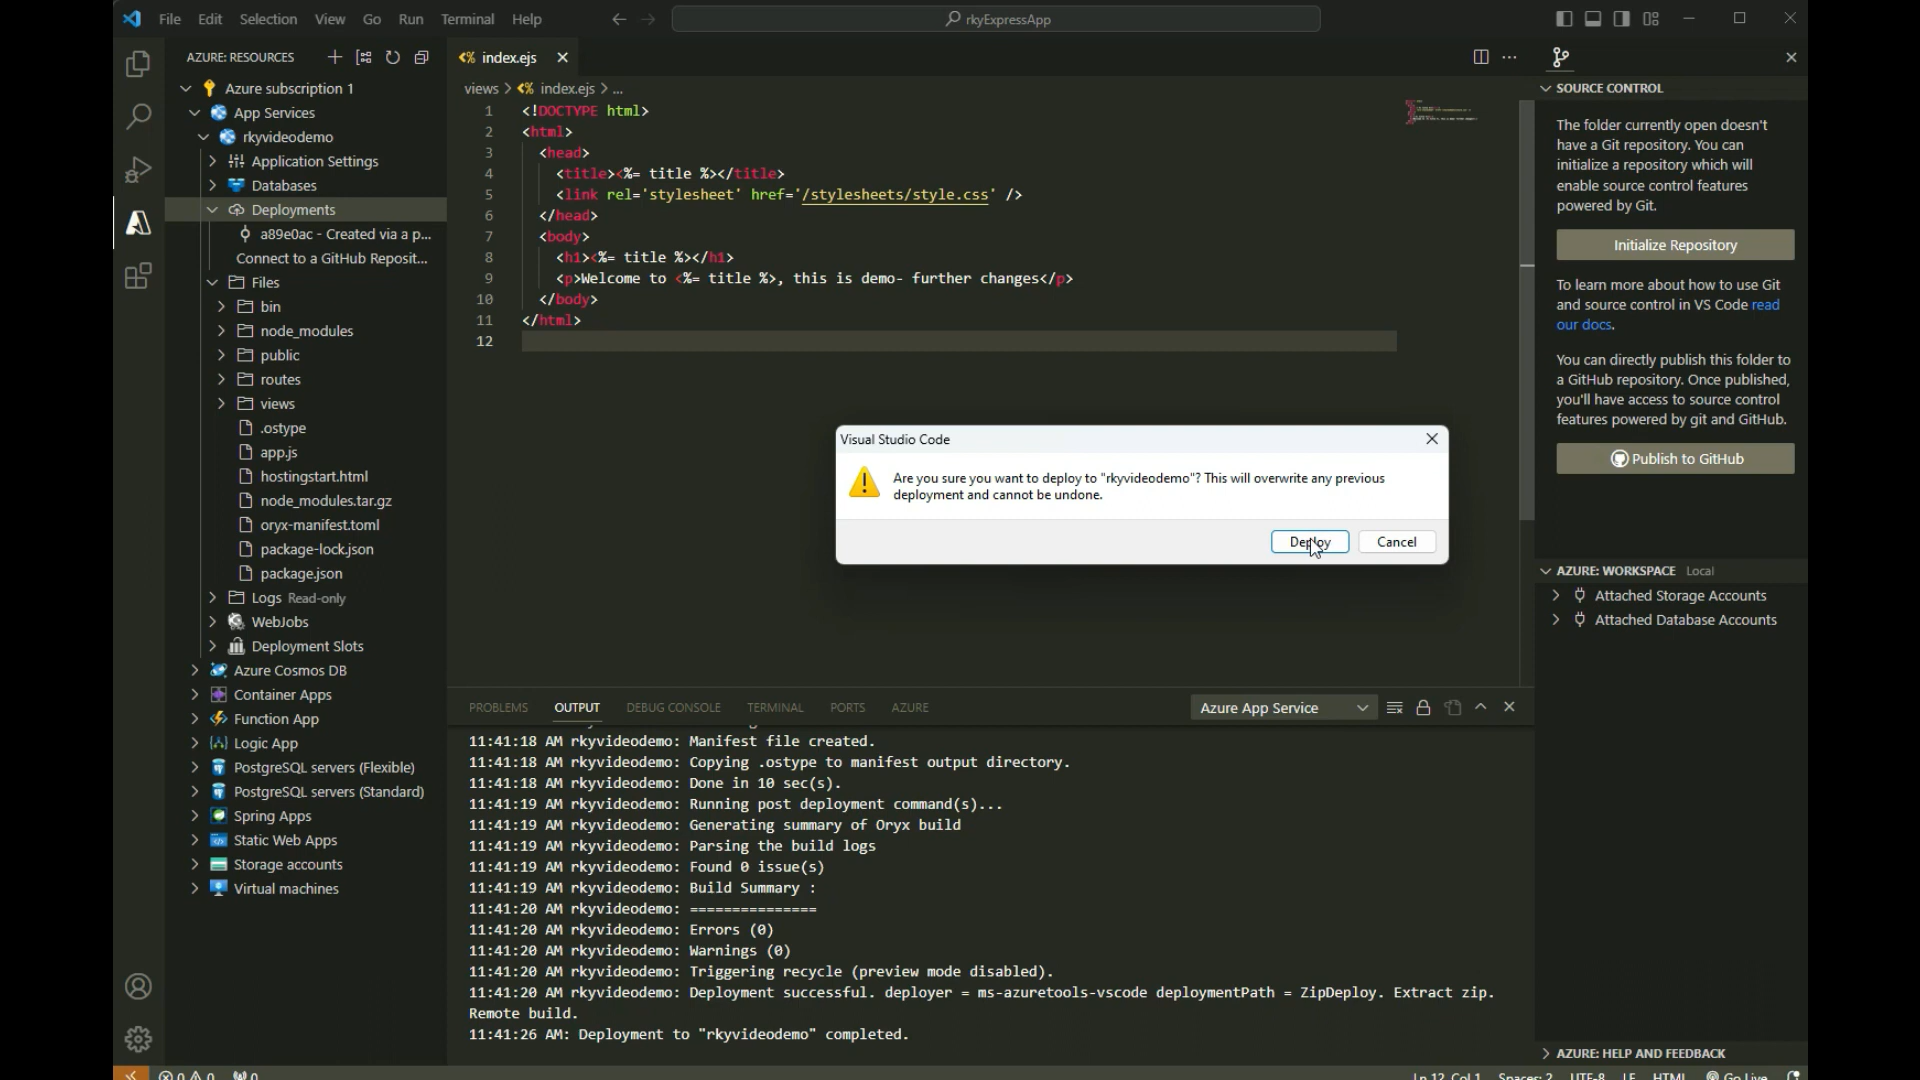 File Edit Selection View Go Run Terminal Help
rkyExpressApp
AZURE: RESOURCES
Azure subscription 1
App Services
rkyvideodemo
Application Settings
Databases
Deployments
a89e0ac - Created via a p...
Connect to a GitHub Reposit...
Files
bin
node_modules
public
routes
views
.ostype
app.js
hostingstart.html
node_modules.tar.gz
oryx-manifest.toml
package-lock.json
package.json
Logs Read-only
WebJobs
Deployment Slots
Azure Cosmos DB
Container Apps
Function App
Logic App
PostgreSQL servers (Flexible)
PostgreSQL servers (Standard)
Spring Apps
Static Web Apps
Storage accounts
Virtual machines
index.ejs
views > index.ejs > ...
1 <!DOCTYPE html>
2 <html>
3 <head>
4 <title><%= title %></title>
5 <link rel='stylesheet' href='/stylesheets/style.css' />
6 </head>
7 <body>
8 <h1><%= title %></h1>
9 <p>Welcome to <%= title %>, this is demo- further changes</p>
10 </body>
11 </html>
12
Visual Studio Code
Are you sure you want to deploy to "rkyvideodemo"? This will overwrite any previous
deployment and cannot be undone.
Deploy Cancel
PROBLEMS OUTPUT DEBUG CONSOLE TERMINAL PORTS AZURE
Azure App Service
11:41:18 AM rkyvideodemo: Manifest file created.
11:41:18 AM rkyvideodemo: Copying .ostype to manifest output directory.
11:41:18 AM rkyvideodemo: Done in 10 sec(s).
11:41:19 AM rkyvideodemo: Running post deployment command(s)...
11:41:19 AM rkyvideodemo: Generating summary of Oryx build
11:41:19 AM rkyvideodemo: Parsing the build logs
11:41:19 AM rkyvideodemo: Found 0 issue(s)
11:41:19 AM rkyvideodemo: Build Summary :
11:41:20 AM rkyvideodemo: ===============
11:41:20 AM rkyvideodemo: Errors (0)
11:41:20 AM rkyvideodemo: Warnings (0)
11:41:20 AM rkyvideodemo: Triggering recycle (preview mode disabled).
11:41:20 AM rkyvideodemo: Deployment successful. deployer = ms-azuretools-vscode deploymentPath = ZipDeploy. Extract zip.
Remote build.
11:41:26 AM: Deployment to "rkyvideodemo" completed.
SOURCE CONTROL
The folder currently open doesn't
have a Git repository. You can
initialize a repository which will
enable source control features
powered by Git.
Initialize Repository
To learn more about how to use Git
and source control in VS Code read
our docs.
You can directly publish this folder to
a GitHub repository. Once published,
you'll have access to source control
features powered by git and GitHub.
Publish to GitHub
AZURE: WORKSPACE Local
Attached Storage Accounts
Attached Database Accounts
AZURE: HELP AND FEEDBACK
0 0 0
Ln 12, Col 1 Spaces: 2 UTF-8 LF HTML Go Live